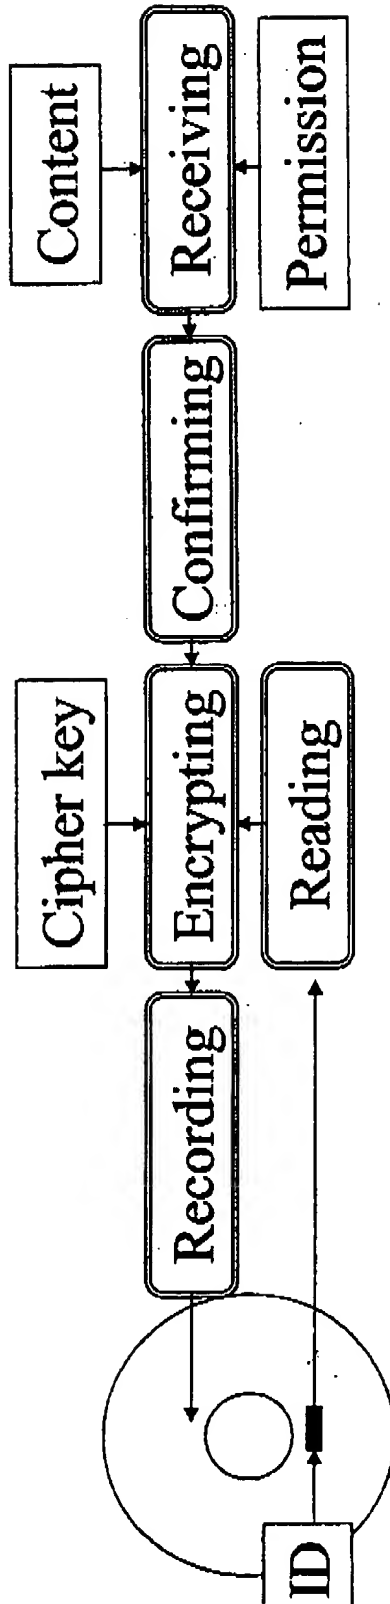 Content
Receiving
Permission
Confirming
Cipher key
Encrypting
Reading
Recording
ID